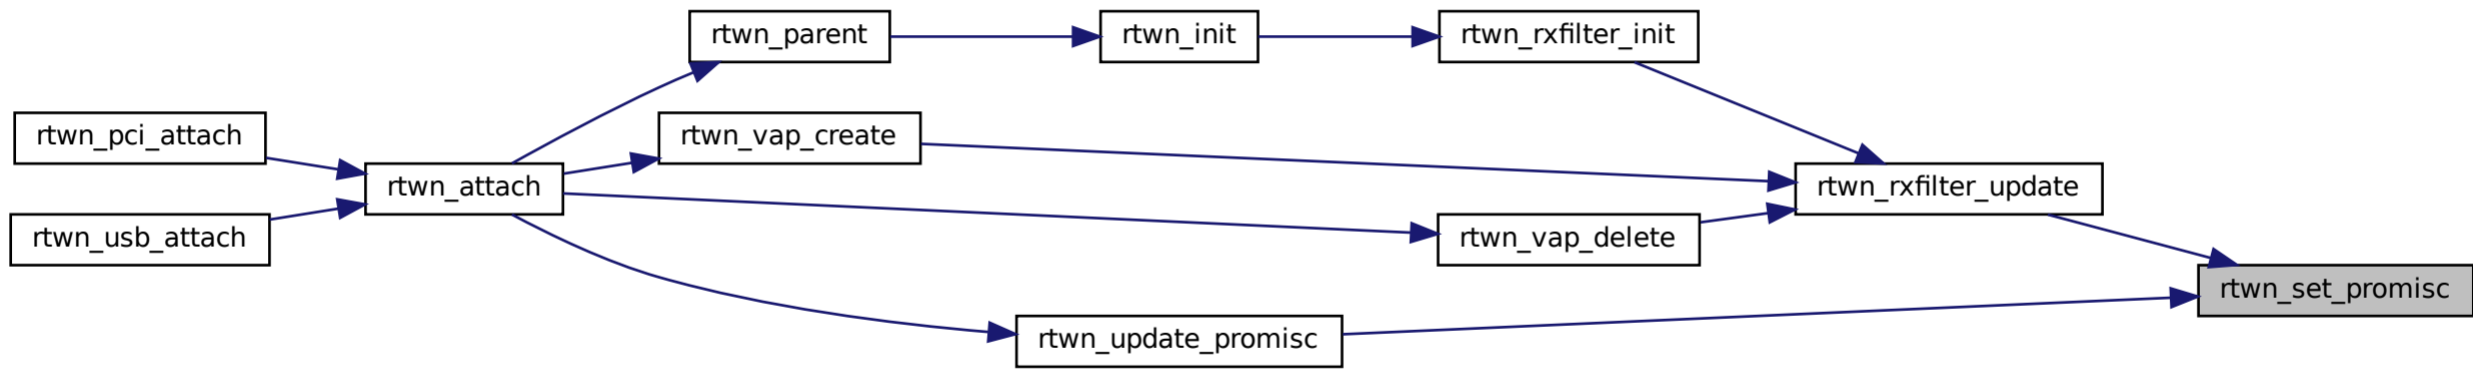 rtwn_parent
rtwn_init
rtwn_rxfilter_init
rtwn_pci_attach
rtwn_vap_create
rtwn_attach
rtwn_rxfilter_update
rtwn_usb_attach
rtwn_vap_delete
rtwn_set_promisc
rtwn_update_promisc